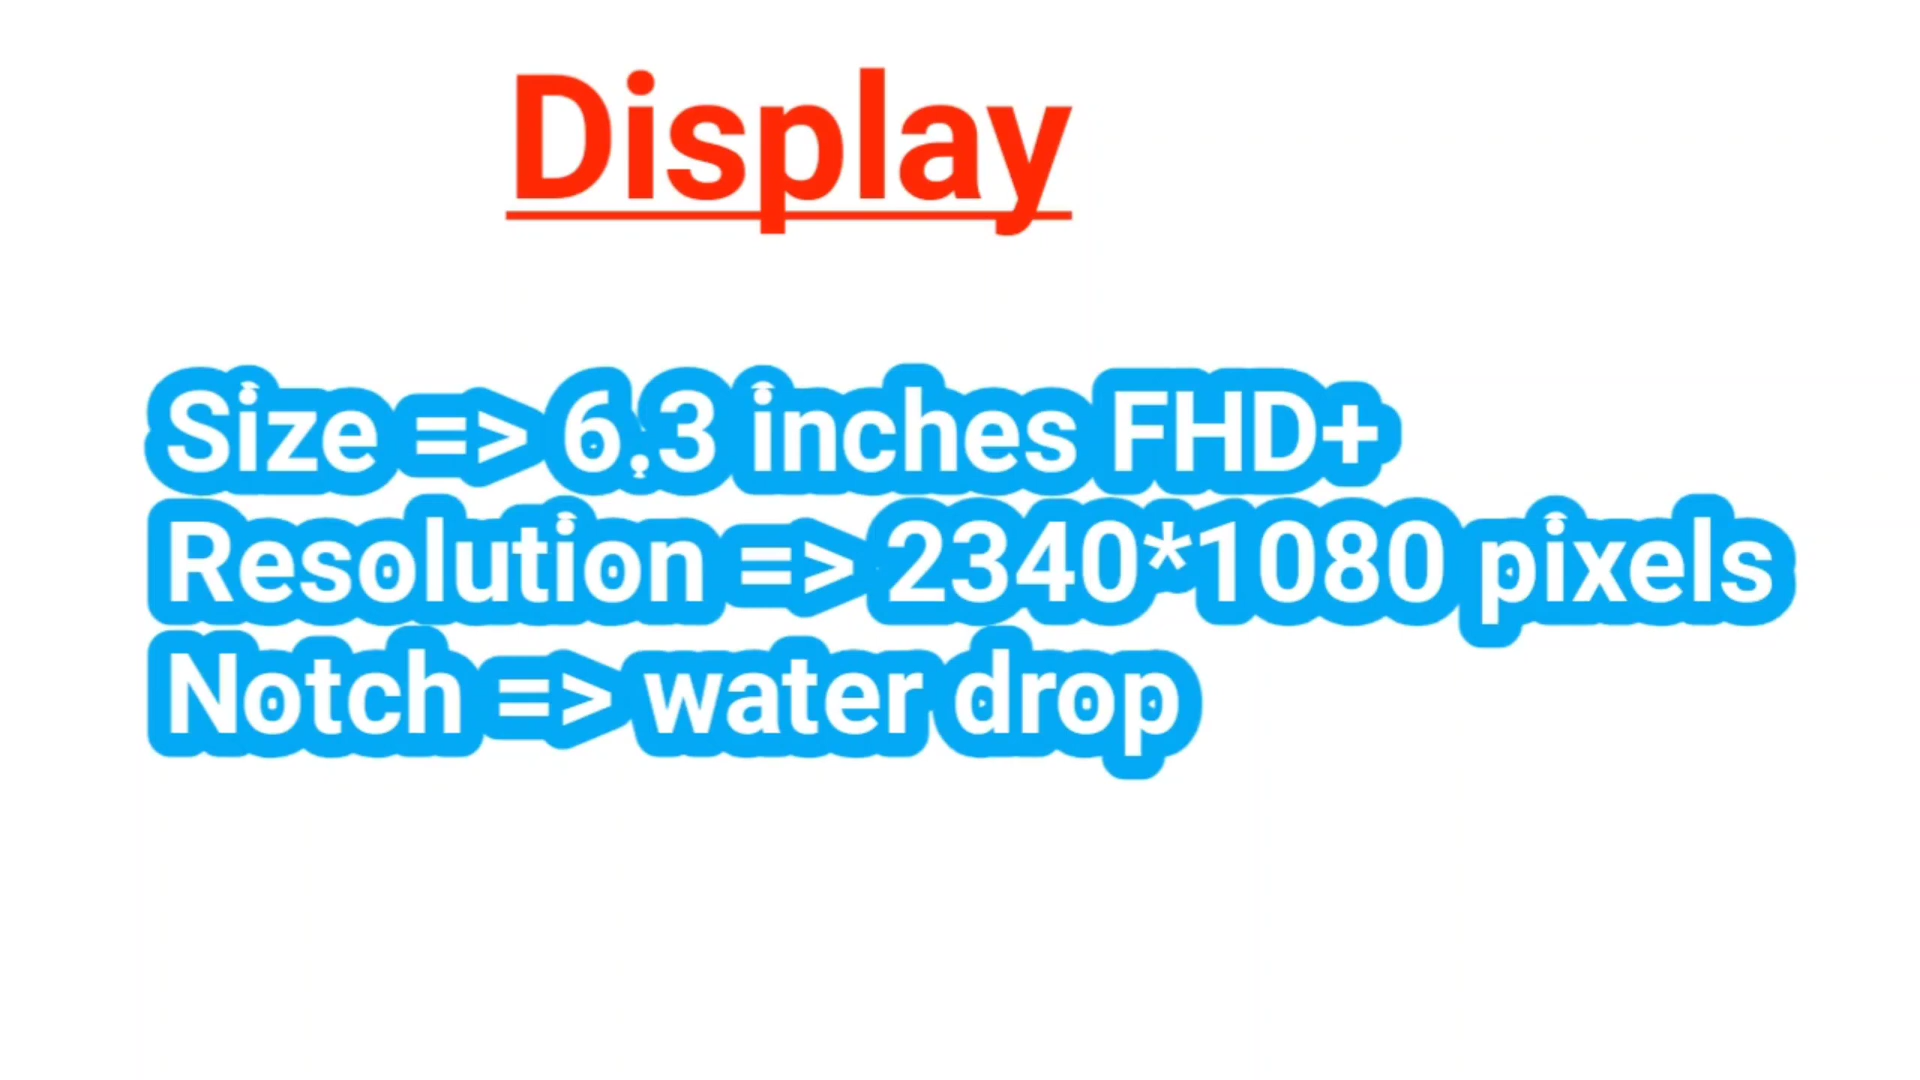 Display
Size => 6.3 inches FHD+
Resolution => 2340*1080 pixels
Notch => water drop